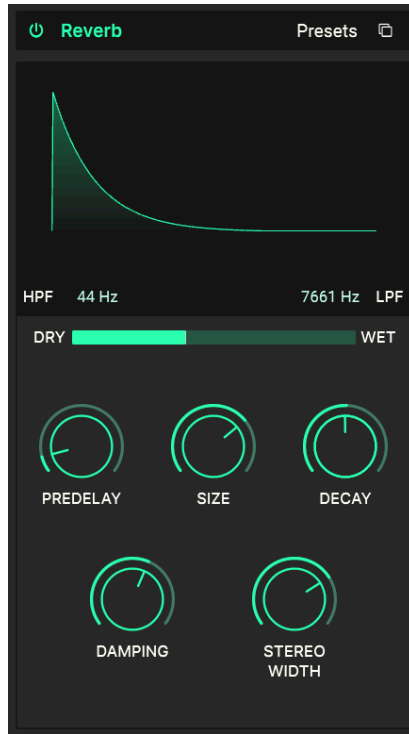 Reverb Presets
HPF 44 Hz 7661 Hz LPF
DRY WET
PREDELAY SIZE DECAY
DAMPING STEREO
WIDTH